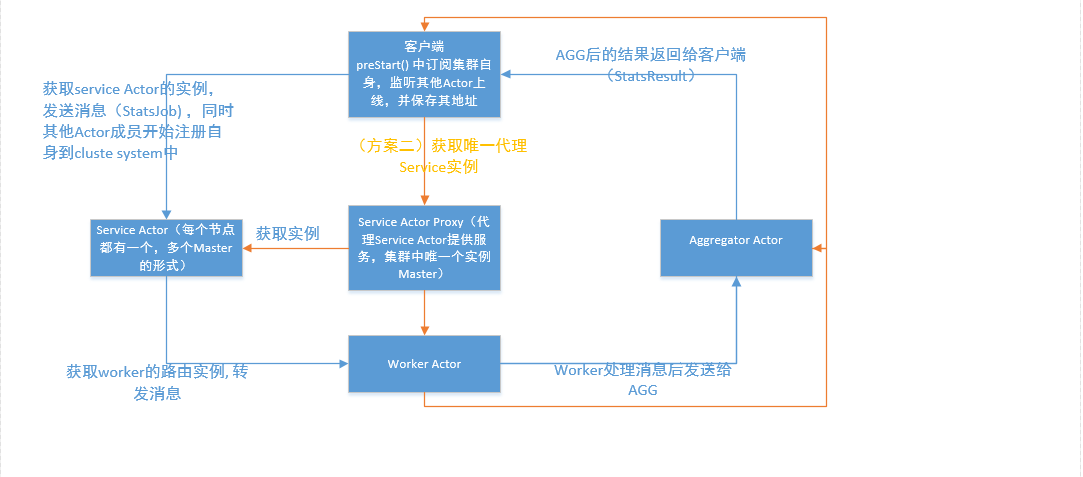 客户端
preStart() 中订阅集群自
身，监听其他Actor上
线，并保存其地址
AGG后的结果返回给客户端
（StatsResult）
获取service Actor的实例，
发送消息（StatsJob) ，同时
其他Actor成员开始注册自
身到cluste system中
（方案二）获取唯一代理
Service实例
Service Actor（每个节点
都有一个，多个Master
的形式）
获取实例
Service Actor Proxy（代
理Service Actor提供服
务，集群中唯一个实例
Master）
Aggregator Actor
Worker Actor
获取worker的路由实例, 转
发消息
Worker处理消息后发送给
AGG